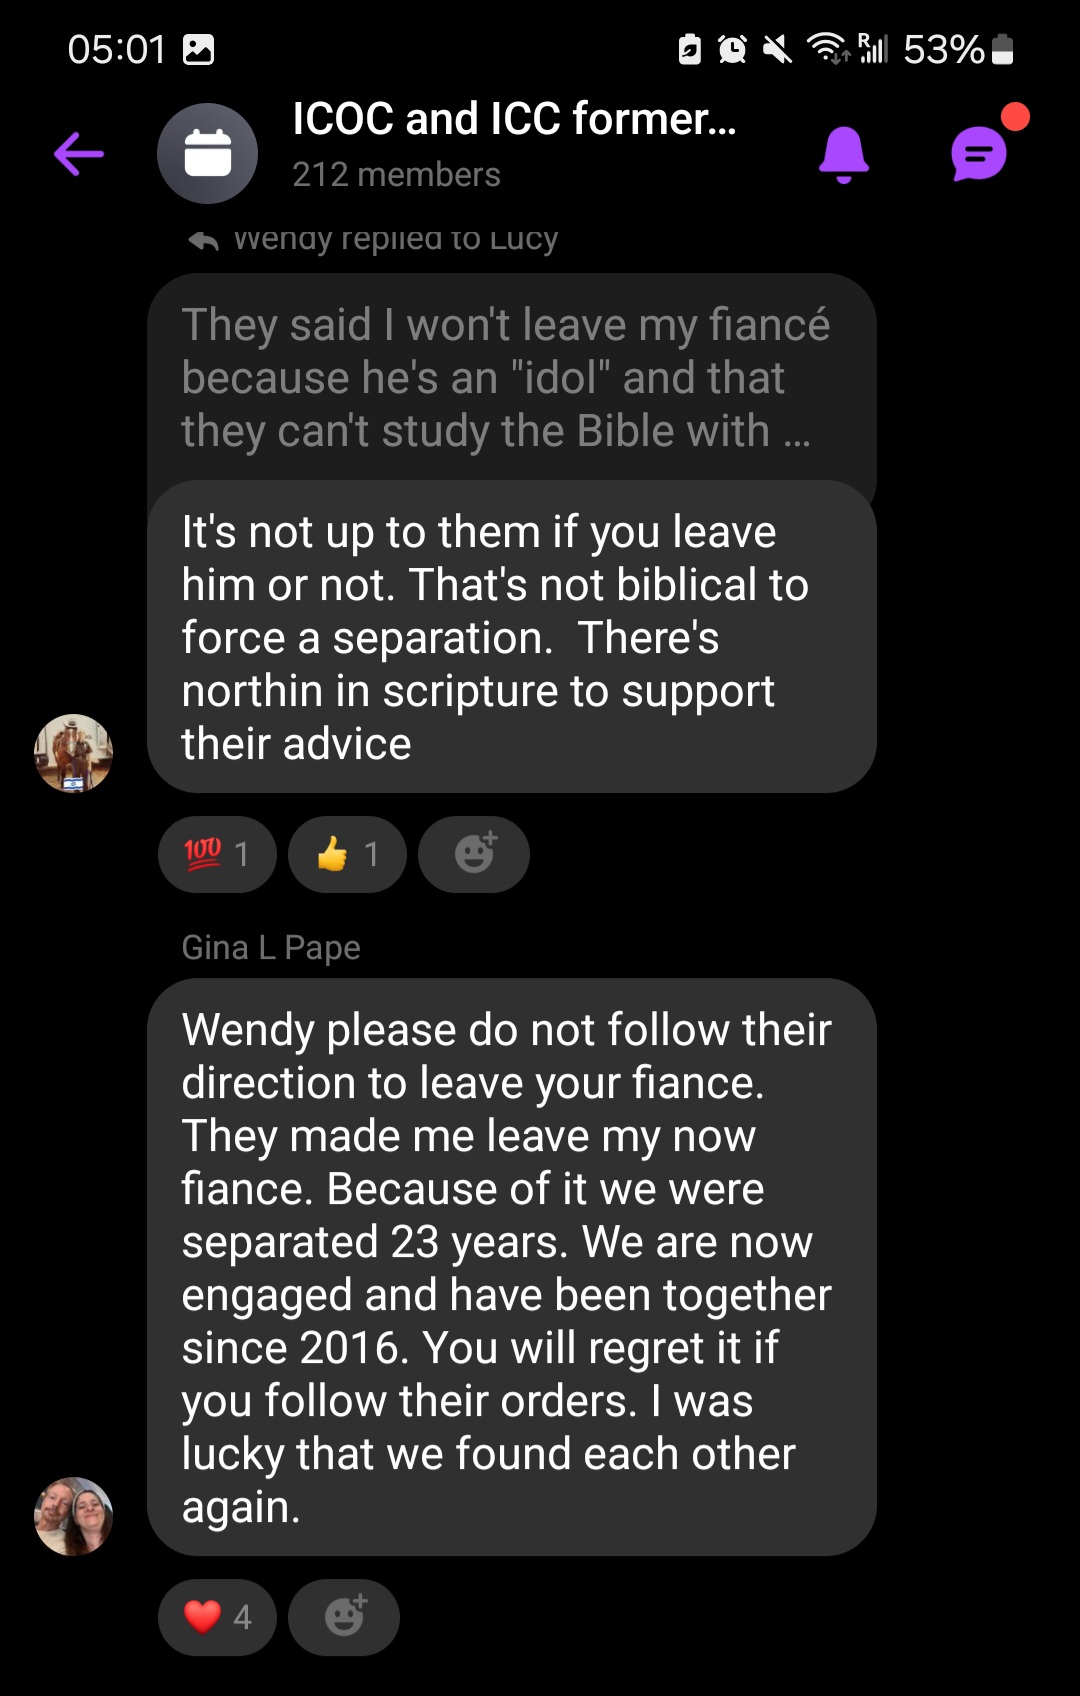 05:01
R
53%
ICOC and ICC former...
212 members
Wendy replied to Lucy
They said I won't leave my fiancé
because he's an "idol" and that
they can't study the Bible with ...
It's not up to them if you leave
him or not. That's not biblical to
force a separation.  There's
northin in scripture to support
their advice
💯 1 👍 1
Gina L Pape
Wendy please do not follow their
direction to leave your fiance.
They made me leave my now
fiance. Because of it we were
separated 23 years. We are now
engaged and have been together
since 2016. You will regret it if
you follow their orders. I was
lucky that we found each other
again.
❤️ 4